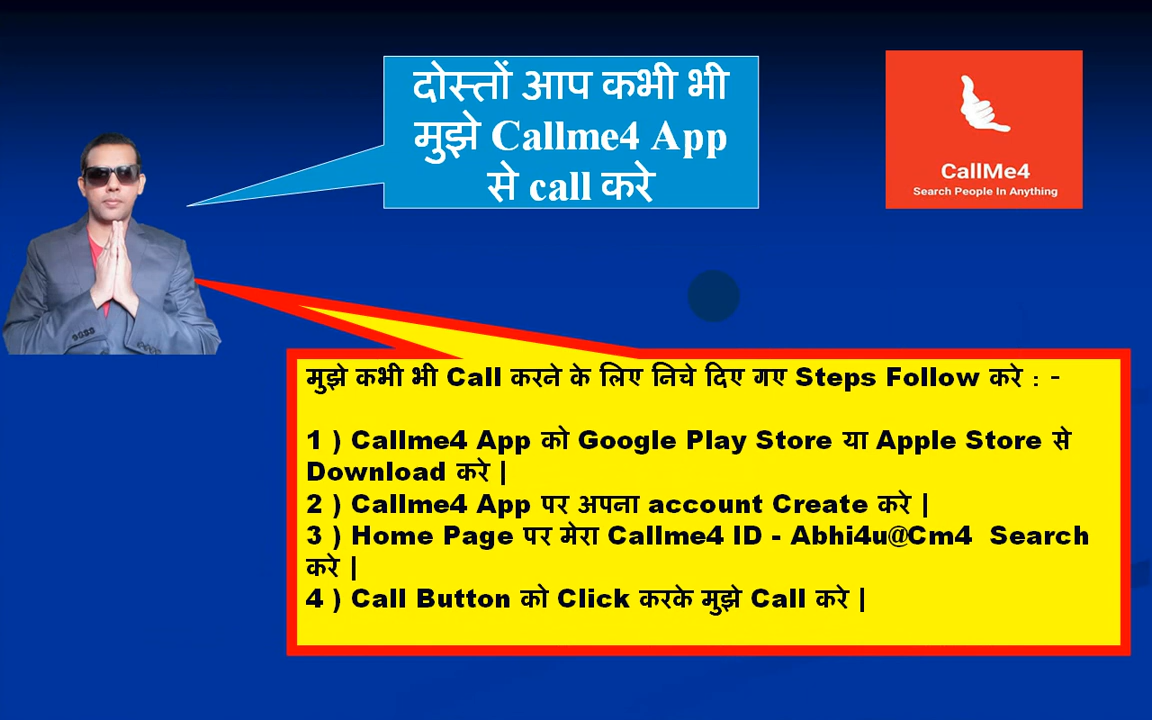 दोस्तों आप कभी भी
मुझे Callme4 App
से call करे
CallMe4
Search People In Anything
मुझे कभी भी Call करने के लिए निचे दिए गए Steps Follow करे : -
1 ) Callme4 App को Google Play Store या Apple Store से
Download करे |
2 ) Callme4 App पर अपना account Create करे |
3 ) Home Page पर मेरा Callme4 ID - Abhi4u@Cm4 Search
करे |
4 ) Call Button को Click करके मुझे Call करे |